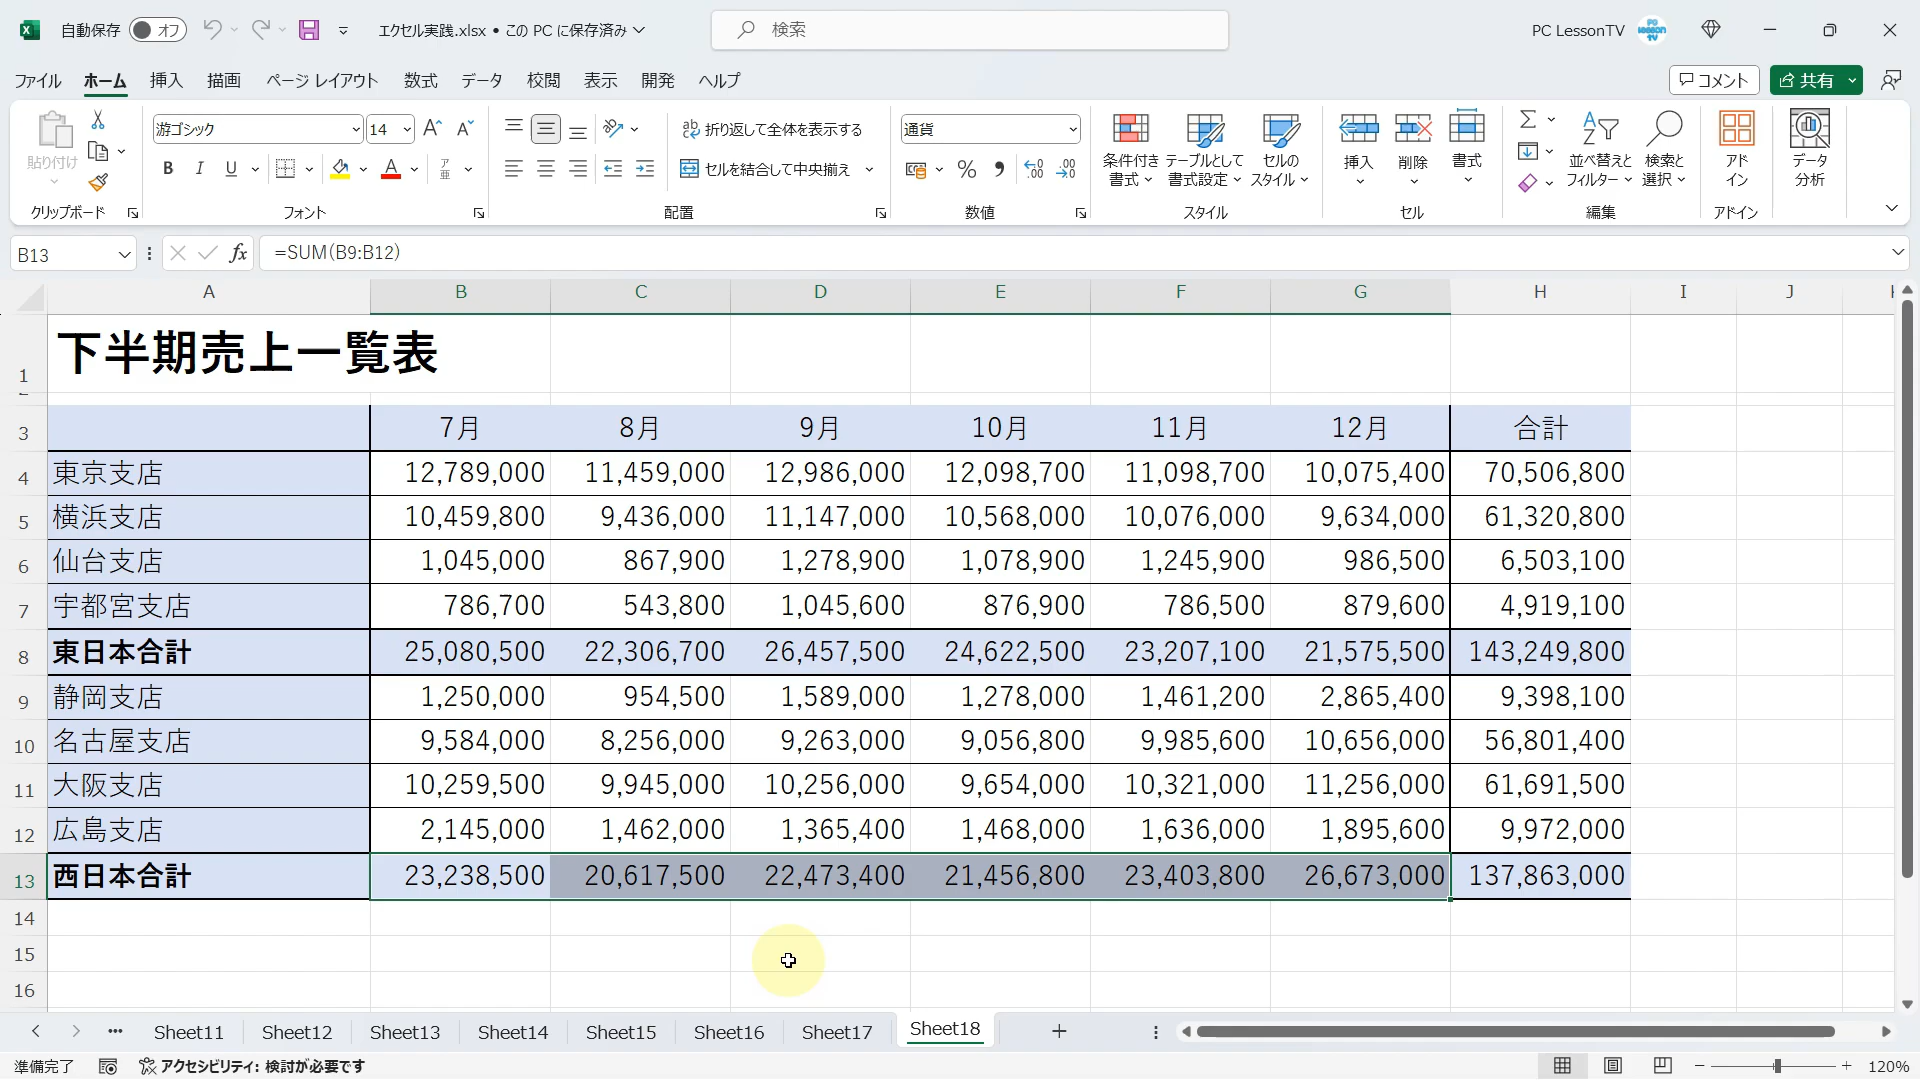 自動保存 オフ エクセル実践.xlsx • この PC に保存済み 検索 PC LessonTV
ファイル ホーム 挿入 描画 ページ レイアウト 数式 データ 校閲 表示 開発 ヘルプ コメント 共有
貼り付け 游ゴシック 14 折り返して全体を表示する 通貨 条件付き書式 テーブルとして書式設定 セルのスタイル 挿入 削除 書式 並べ替えとフィルター 検索と選択 アドイン データ分析
B I U A ア亜 セルを結合して中央揃え % 
クリップボード フォント 配置 数値 スタイル セル 編集 アドイン
B13 fx =SUM(B9:B12)
A B C D E F G H I J
1 下半期売上一覧表
3 7月 8月 9月 10月 11月 12月 合計
4 東京支店 12,789,000 11,459,000 12,986,000 12,098,700 11,098,700 10,075,400 70,506,800
5 横浜支店 10,459,800 9,436,000 11,147,000 10,568,000 10,076,000 9,634,000 61,320,800
6 仙台支店 1,045,000 867,900 1,278,900 1,078,900 1,245,900 986,500 6,503,100
7 宇都宮支店 786,700 543,800 1,045,600 876,900 786,500 879,600 4,919,100
8 東日本合計 25,080,500 22,306,700 26,457,500 24,622,500 23,207,100 21,575,500 143,249,800
9 静岡支店 1,250,000 954,500 1,589,000 1,278,000 1,461,200 2,865,400 9,398,100
10 名古屋支店 9,584,000 8,256,000 9,263,000 9,056,800 9,985,600 10,656,000 56,801,400
11 大阪支店 10,259,500 9,945,000 10,256,000 9,654,000 10,321,000 11,256,000 61,691,500
12 広島支店 2,145,000 1,462,000 1,365,400 1,468,000 1,636,000 1,895,600 9,972,000
13 西日本合計 23,238,500 20,617,500 22,473,400 21,456,800 23,403,800 26,673,000 137,863,000
14
15
16
Sheet11 Sheet12 Sheet13 Sheet14 Sheet15 Sheet16 Sheet17 Sheet18
準備完了 アクセシビリティ: 検討が必要です 120%